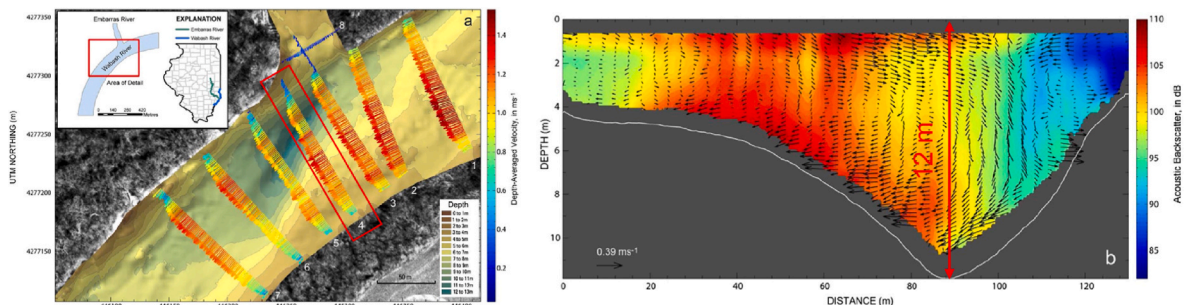 4277350
4277300
4277250
4277200
4277150
UTM NORTHING (m)
Embarras River
Wabash River
Area of Detail
0 140 280 420
EXPLANATION
Embarras River
Wabash River
a
8
1
2
3
4
5
6
7
Depth
0 to 1m
1 to 2m
2 to 3m
3 to 4m
4 to 5m
5 to 6m
6 to 7m
7 to 8m
8 to 9m
9 to 10m
10 to 11m
11 to 12m
12 to 13m
50 m
1.4
1.2
1.0
0.8
0.6
0.4
0.2
Depth-Averaged Velocity, in ms⁻¹
0
2
4
6
8
10
DEPTH (m)
12 m
0.39 ms⁻¹
b
0 20 40 60 80 100 120
DISTANCE (m)
110
105
100
95
90
85
Acoustic Backscatter, in dB